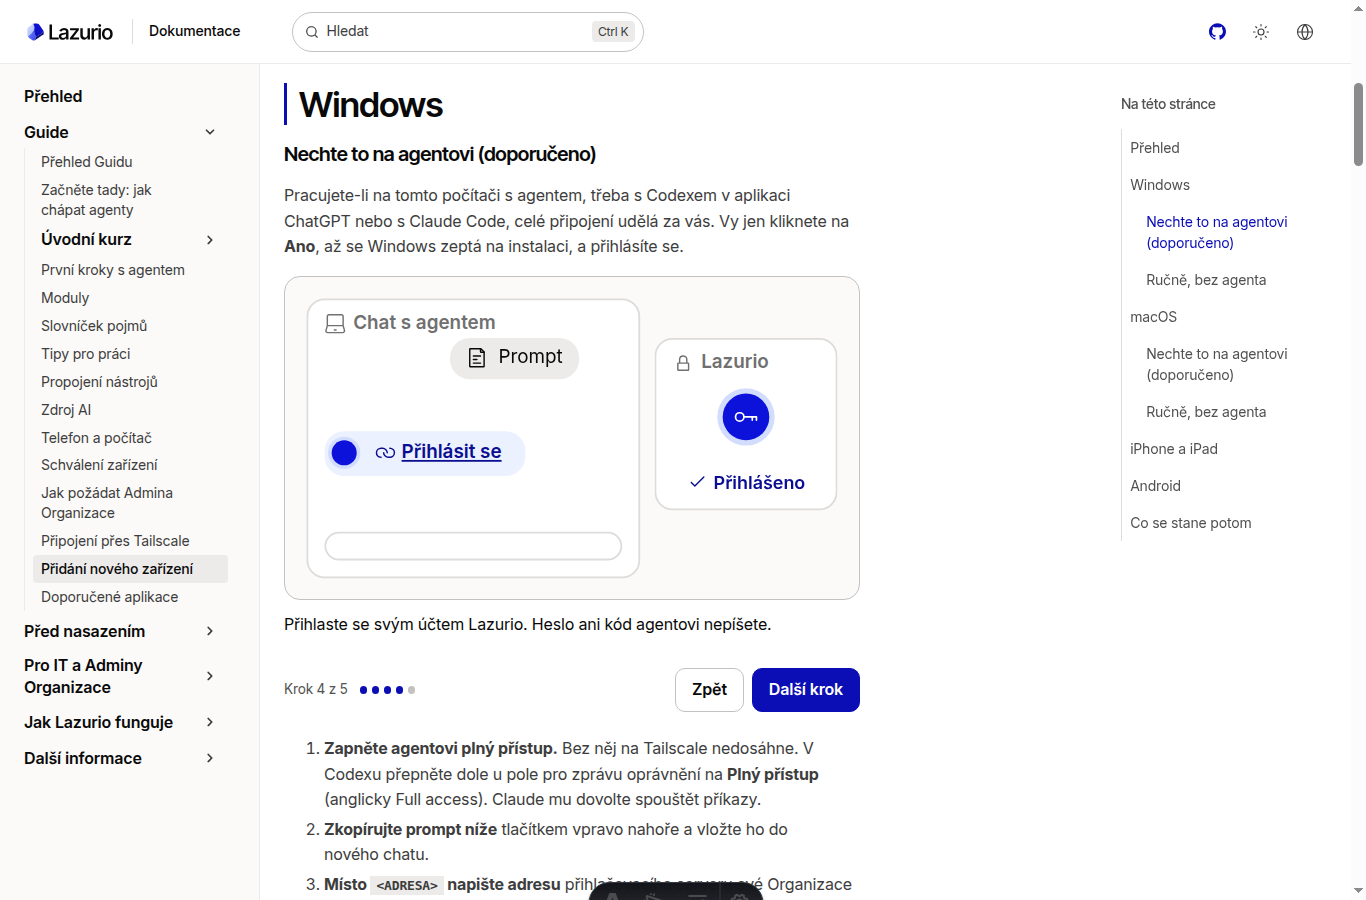 Lazurio
Dokumentace
Hledat
Ctrl K
Přehled
Guide
Přehled Guidu
Začněte tady: jak
chápat agenty
Úvodní kurz
První kroky s agentem
Moduly
Slovníček pojmů
Tipy pro práci
Propojení nástrojů
Zdroj AI
Telefon a počítač
Schválení zařízení
Jak požádat Admina
Organizace
Připojení přes Tailscale
Přidání nového zařízení
Doporučené aplikace
Před nasazením
Pro IT a Adminy
Organizace
Jak Lazurio funguje
Další informace
Windows
Nechte to na agentovi (doporučeno)
Pracujete-li na tomto počítači s agentem, třeba s Codexem v aplikaci
ChatGPT nebo s Claude Code, celé připojení udělá za vás. Vy jen kliknete na
Ano, až se Windows zeptá na instalaci, a přihlásíte se.
Chat s agentem
Prompt
Přihlásit se
Lazurio
Přihlášeno
Přihlaste se svým účtem Lazurio. Heslo ani kód agentovi nepíšete.
Krok 4 z 5
Zpět
Další krok
1. Zapněte agentovi plný přístup. Bez něj na Tailscale nedosáhne. V
Codexu přepněte dole u pole pro zprávu oprávnění na Plný přístup
(anglicky Full access). Claude mu dovolte spouštět příkazy.
2. Zkopírujte prompt níže tlačítkem vpravo nahoře a vložte ho do
nového chatu.
3. Místo <ADRESA> napište adresu přihlašovacího serveru své Organizace
Na této stránce
Přehled
Windows
Nechte to na agentovi
(doporučeno)
Ručně, bez agenta
macOS
Nechte to na agentovi
(doporučeno)
Ručně, bez agenta
iPhone a iPad
Android
Co se stane potom